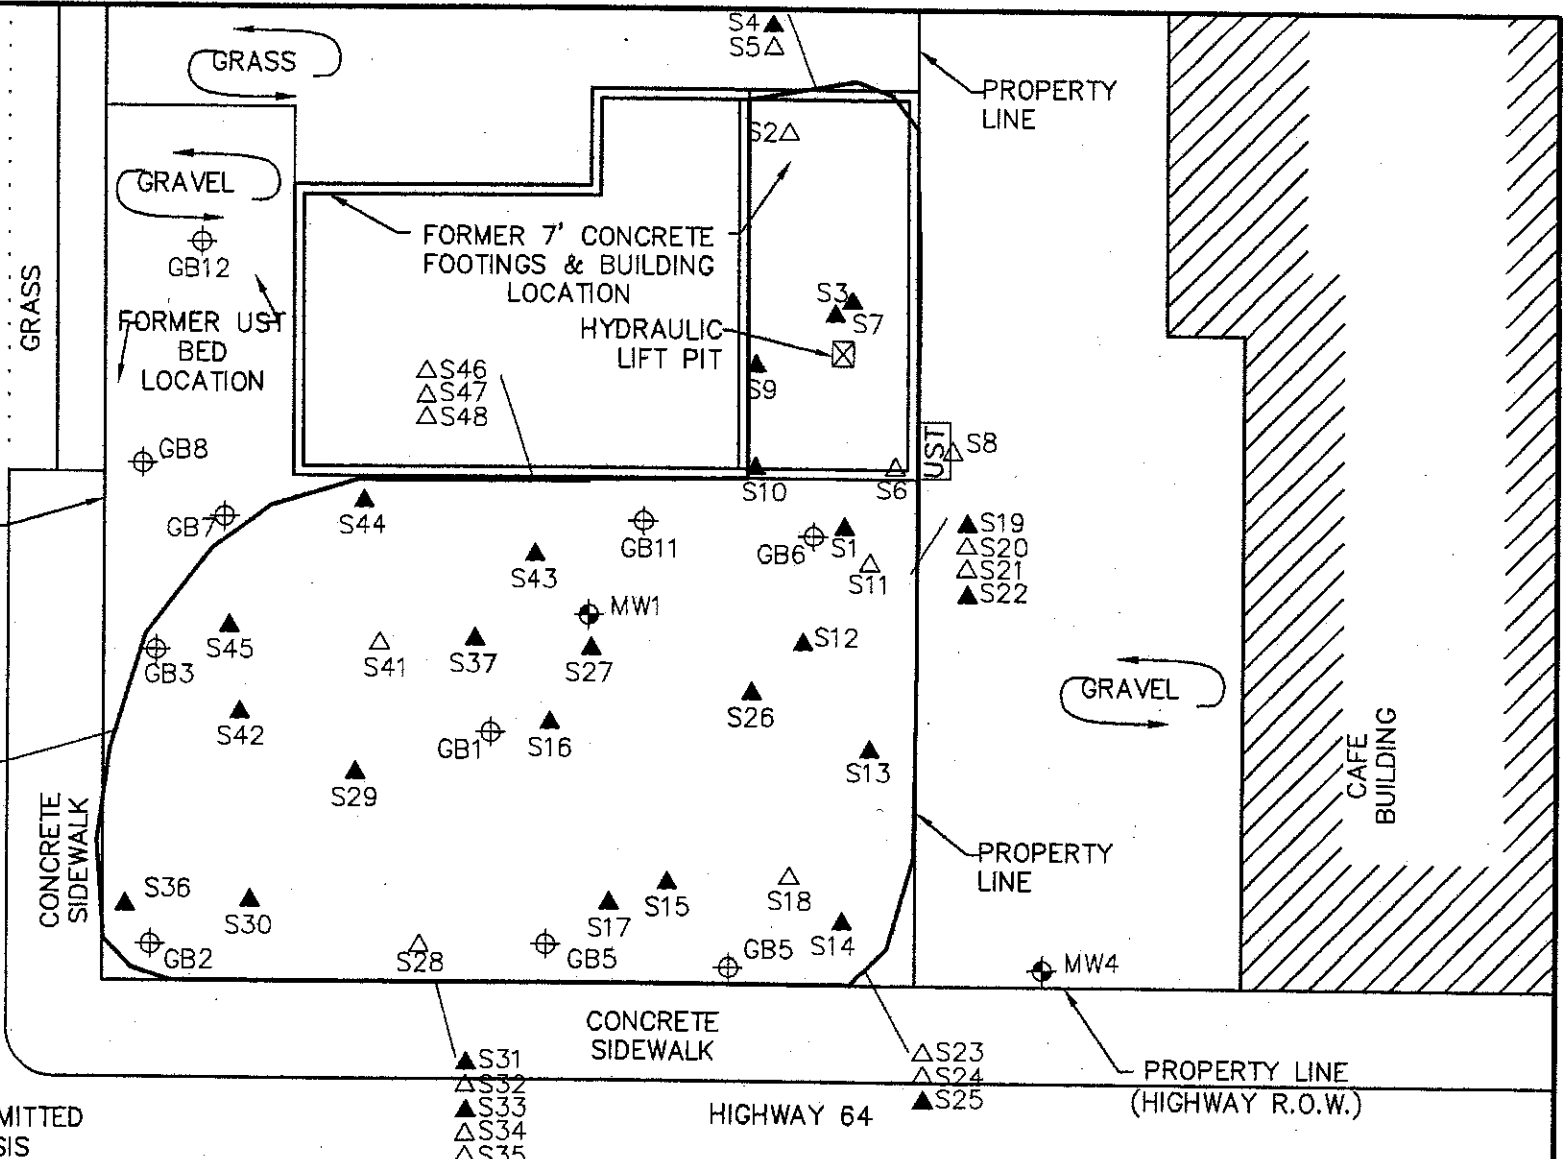 S4
S5
GRASS
PROPERTY
LINE
S2
GRAVEL
FORMER 7' CONCRETE
FOOTINGS & BUILDING
LOCATION
GB12
GRASS
S3
S7
FORMER UST
BED
LOCATION
HYDRAULIC
LIFT PIT
S9
S46
S47
S48
GB8
UST
S8
S10
S6
GB7
S44
GB11
GB6
S1
S19
S20
S21
S22
S43
S11
MW1
S45
GB3
S41
S37
S27
S12
GRAVEL
S42
GB1
S16
S26
S13
CAFE
BUILDING
S29
CONCRETE
SIDEWALK
PROPERTY
LINE
S36
S30
S17
S15
S18
S14
GB2
S28
GB5
GB5
MW4
CONCRETE
SIDEWALK
S31
S32
S33
S34
S35
S23
S24
S25
PROPERTY LINE
(HIGHWAY R.O.W.)
HIGHWAY 64
MITTED
SIS